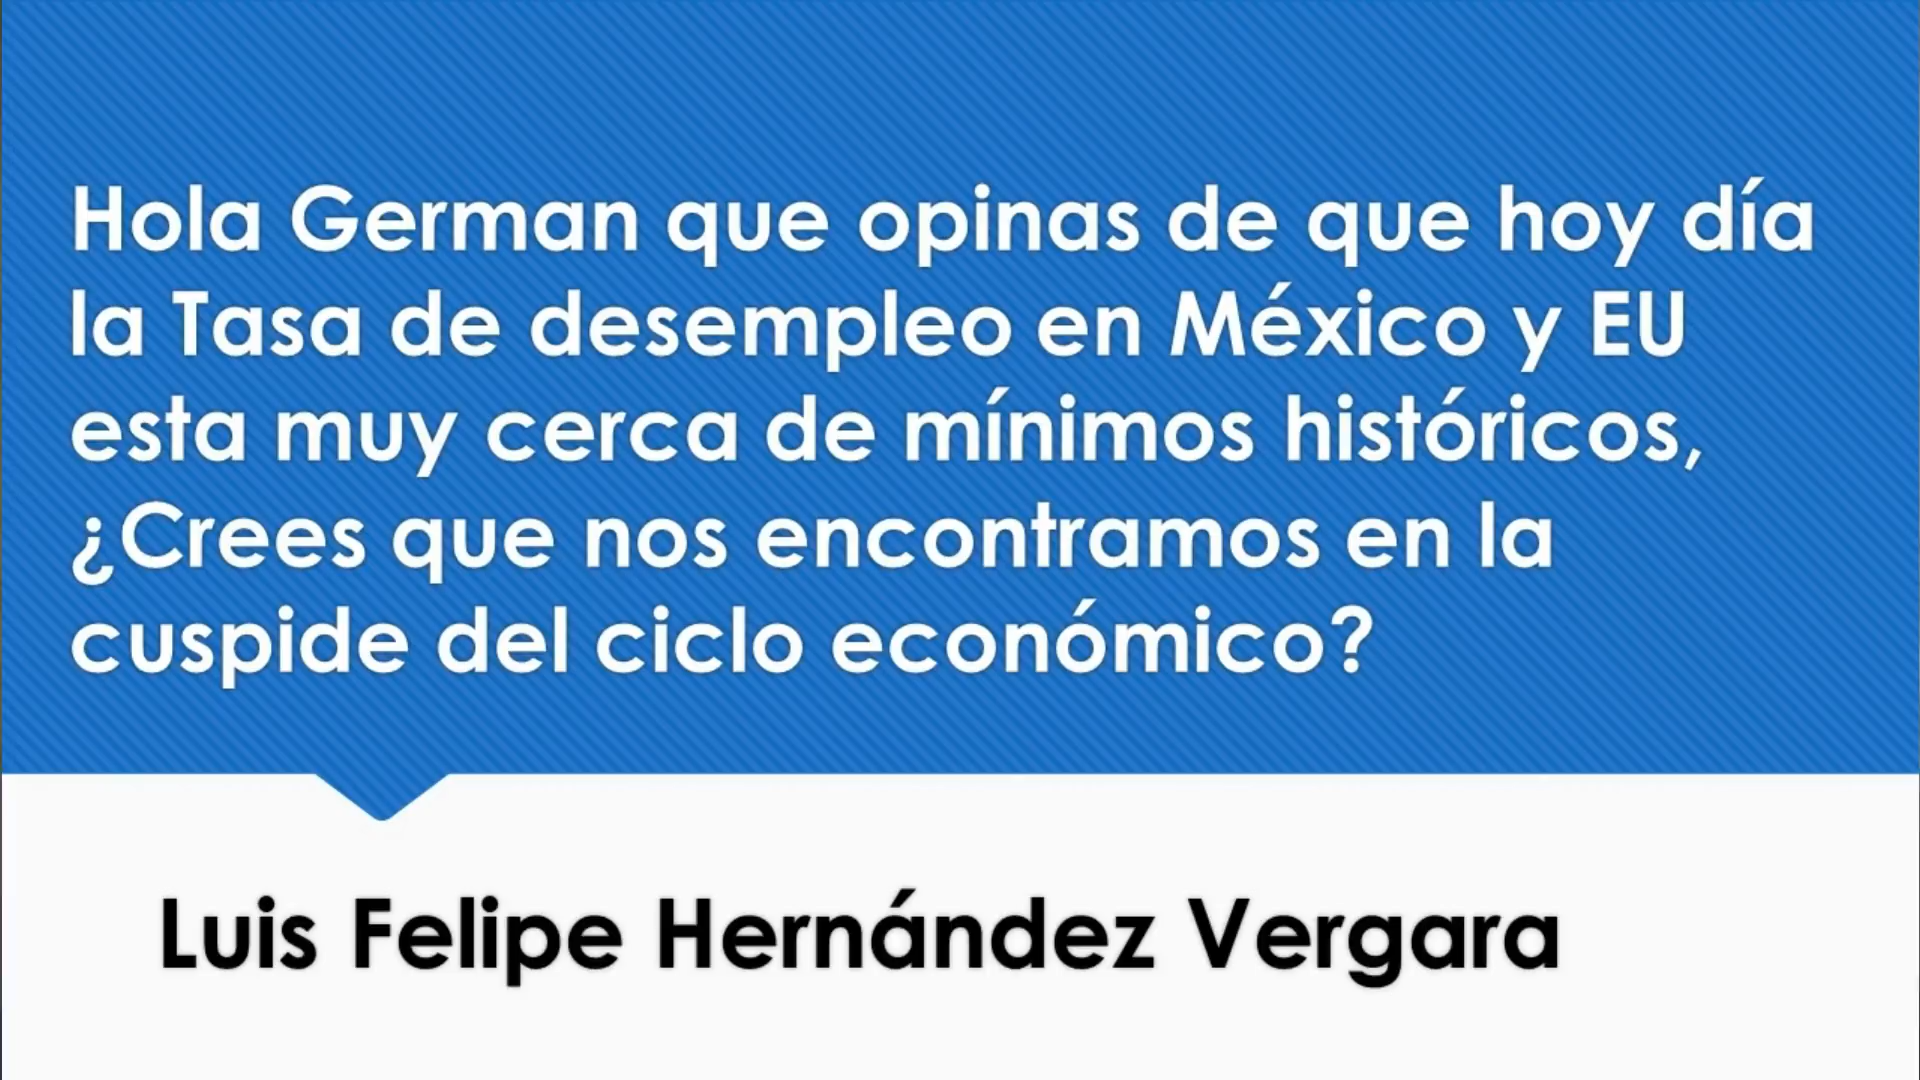 Hola German que opinas de que hoy día
la Tasa de desempleo en México y EU
esta muy cerca de mínimos históricos,
¿Crees que nos encontramos en la
cuspide del ciclo económico?
Luis Felipe Hernández Vergara